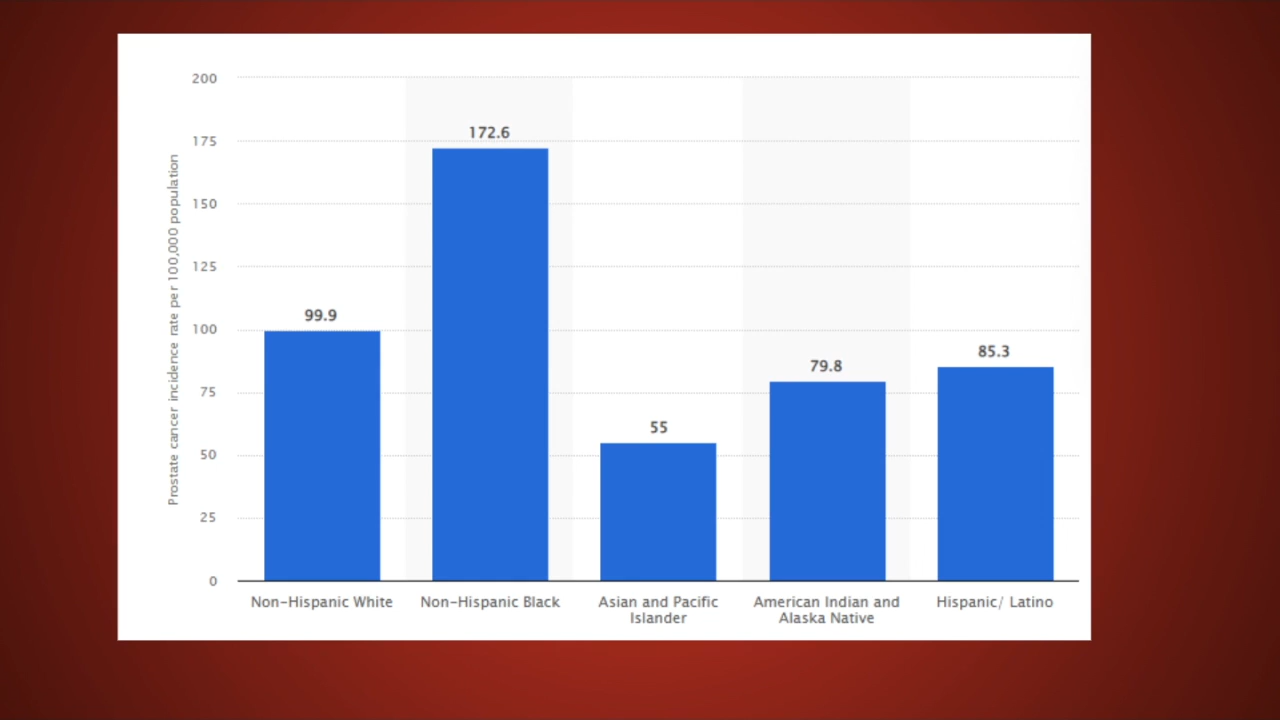 200
175
150
125
100
75
50
25
0
Prostate cancer incidence rate per 100,000 population
99.9
172.6
55
79.8
85.3
Non-Hispanic White
Non-Hispanic Black
Asian and Pacific
Islander
American Indian and
Alaska Native
Hispanic/ Latino